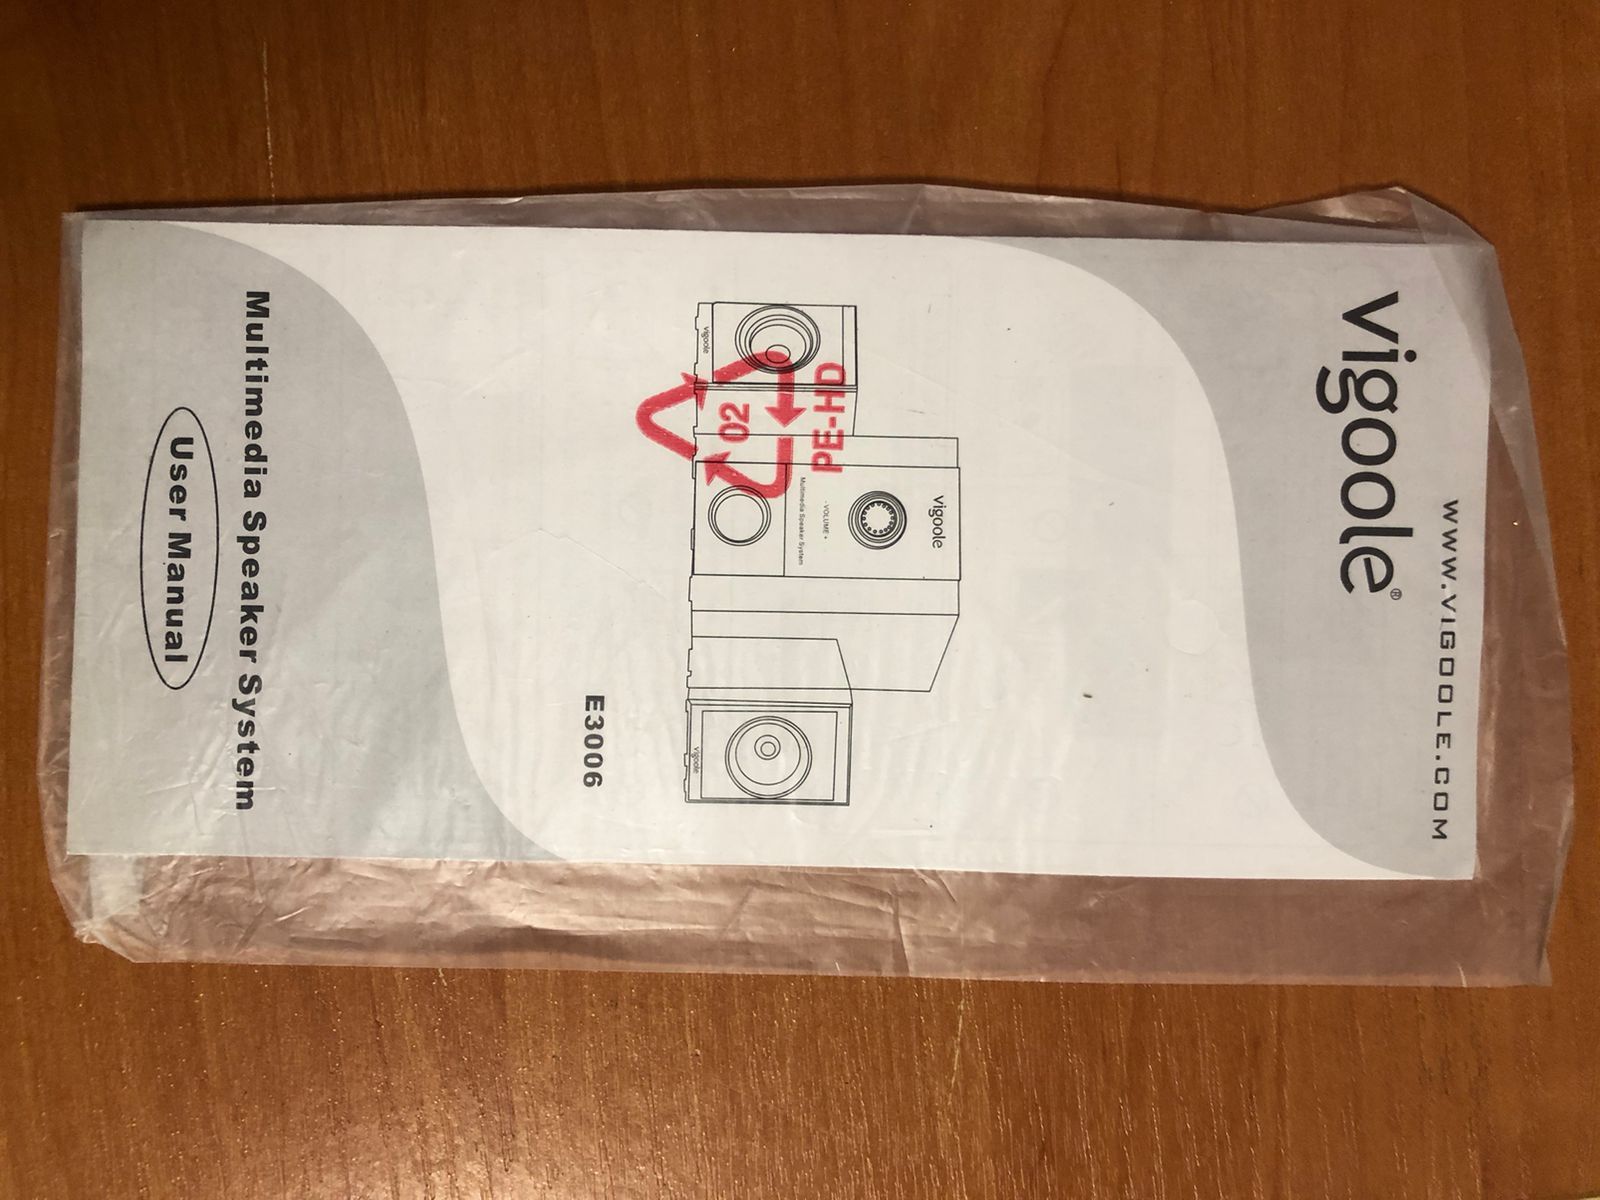 WWW.VIGOOLE.COM
vigoole®
vigoole
- VOLUME +
Multimedia Speaker System
vigoole
vigoole
PE-HD
02
E3006
Multimedia Speaker System
User Manual